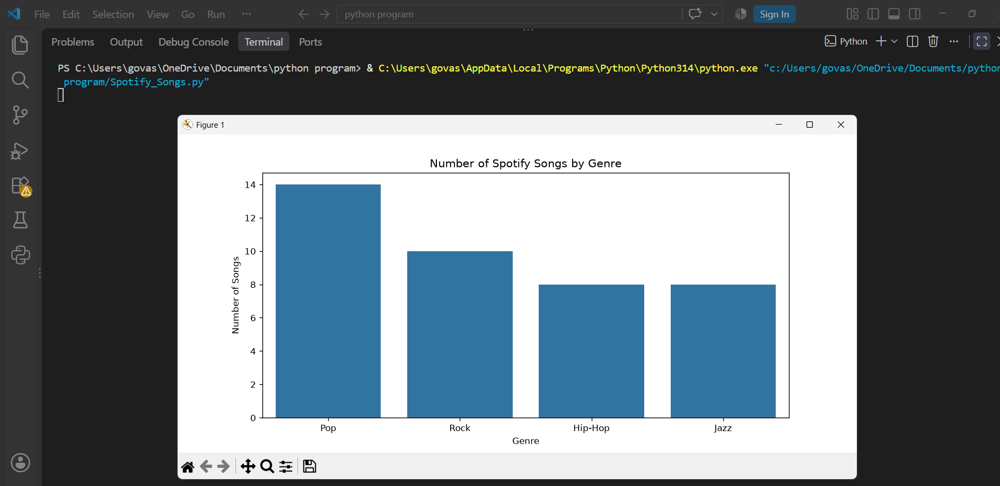 File Edit Selection View Go Run ··· python program Sign In
Problems Output Debug Console Terminal Ports Python
PS C:\Users\govas\OneDrive\Documents\python program> & C:\Users\govas\AppData\Local\Programs\Python\Python314\python.exe "c:/Users/govas/OneDrive/Documents/python
program/Spotify_Songs.py"
Figure 1
Number of Spotify Songs by Genre
Number of Songs
14
12
10
8
6
4
2
0
Pop Rock Hip-Hop Jazz
Genre